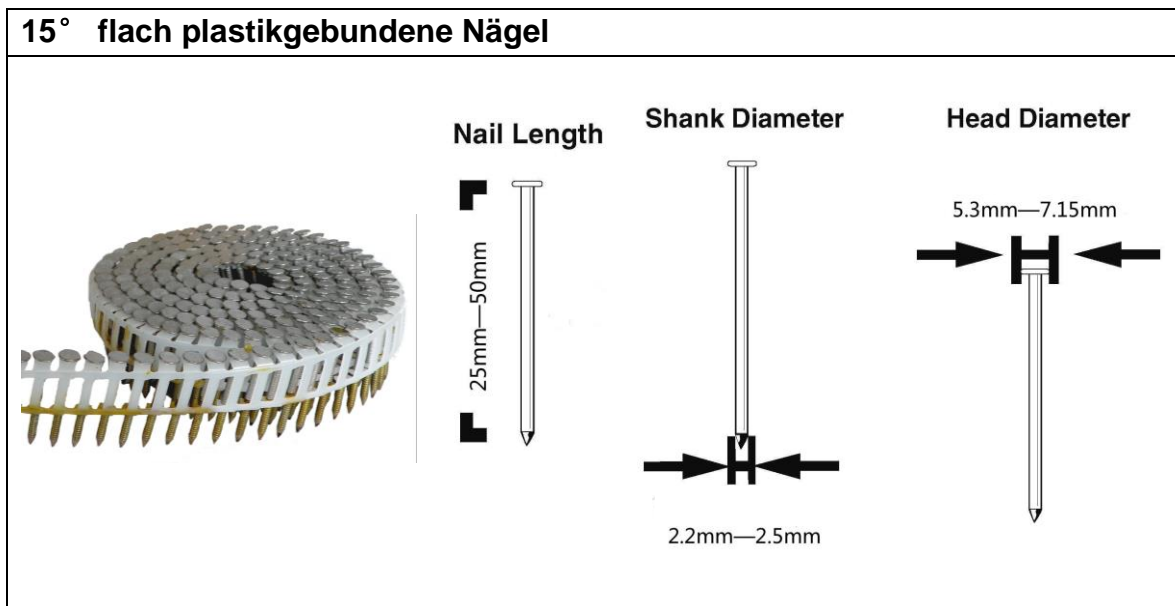 15° flach plastikgebundene Nägel
Nail Length
25mm—50mm
Shank Diameter
2.2mm—2.5mm
Head Diameter
5.3mm—7.15mm